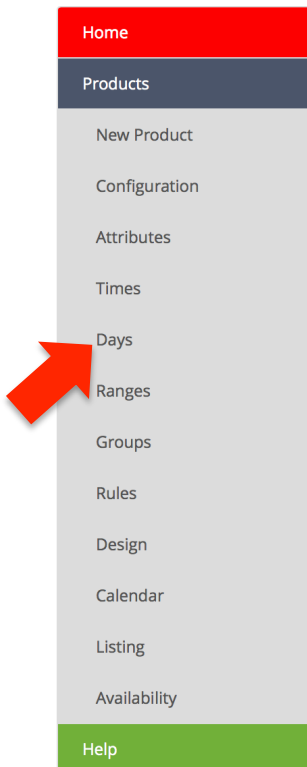 Home
Products
New Product
Configuration
Attributes
Times
Days
Ranges
Groups
Rules
Design
Calendar
Listing
Availability
Help